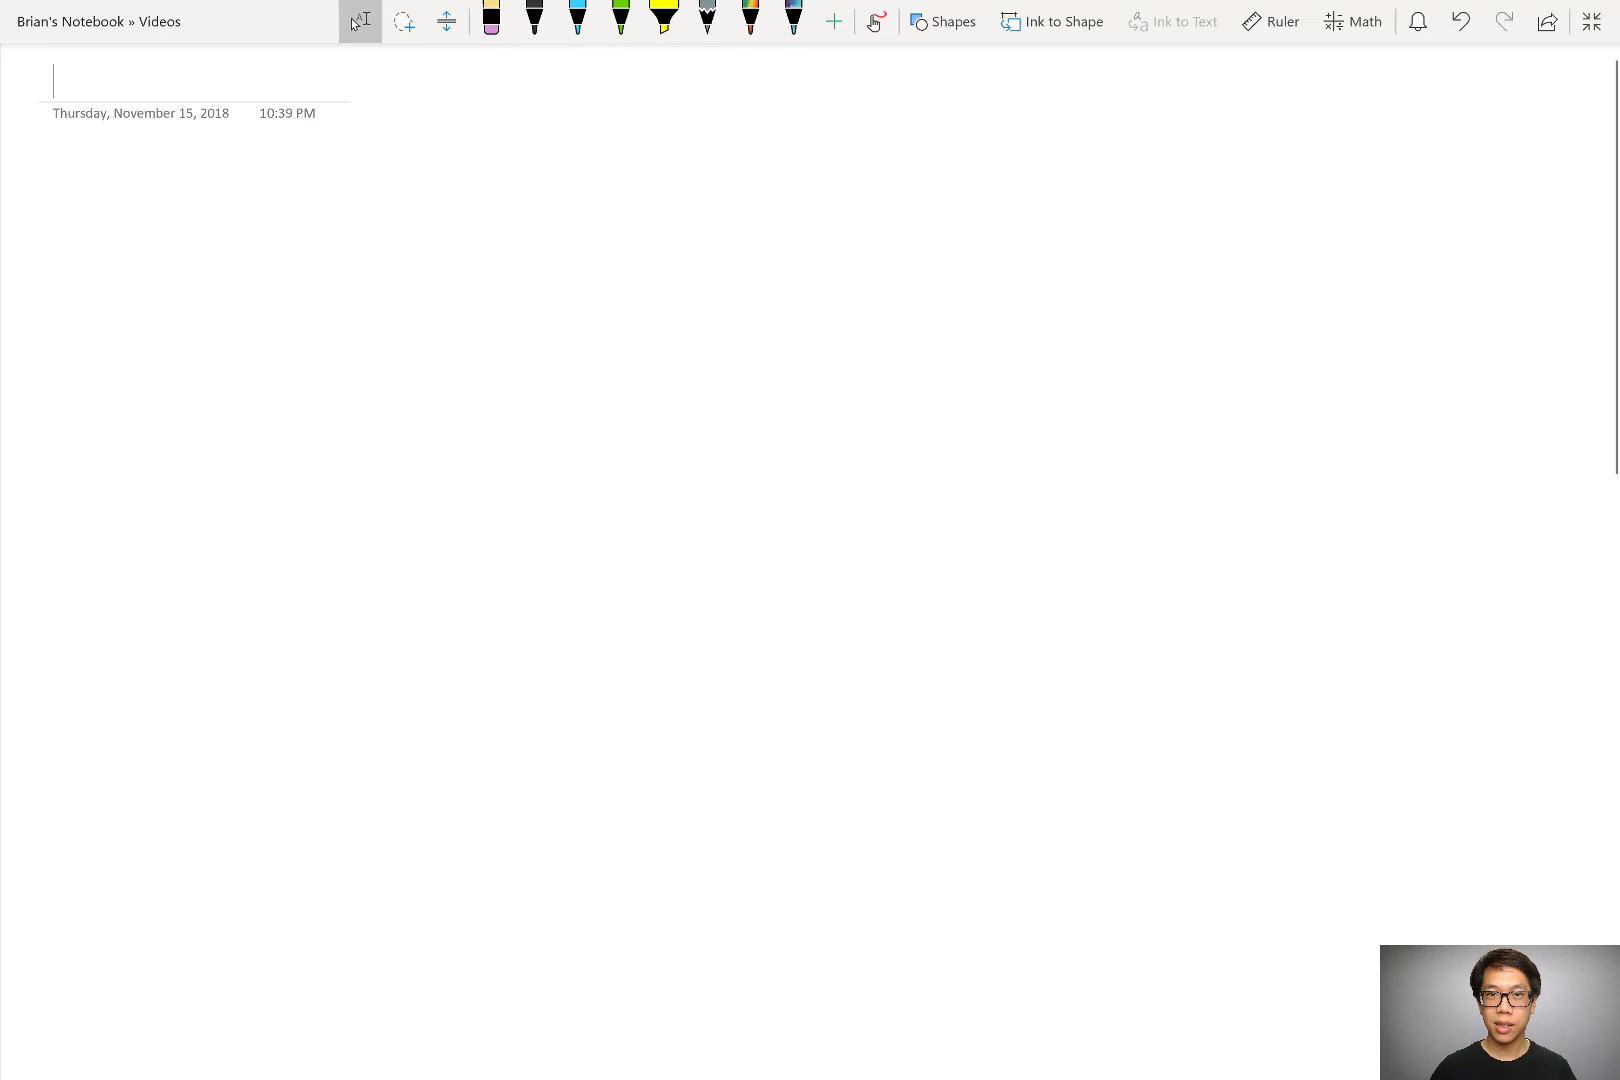 Brian's Notebook » Videos
Shapes
Ink to Shape
Ink to Text
Ruler
Math
Thursday, November 15, 2018 10:39 PM